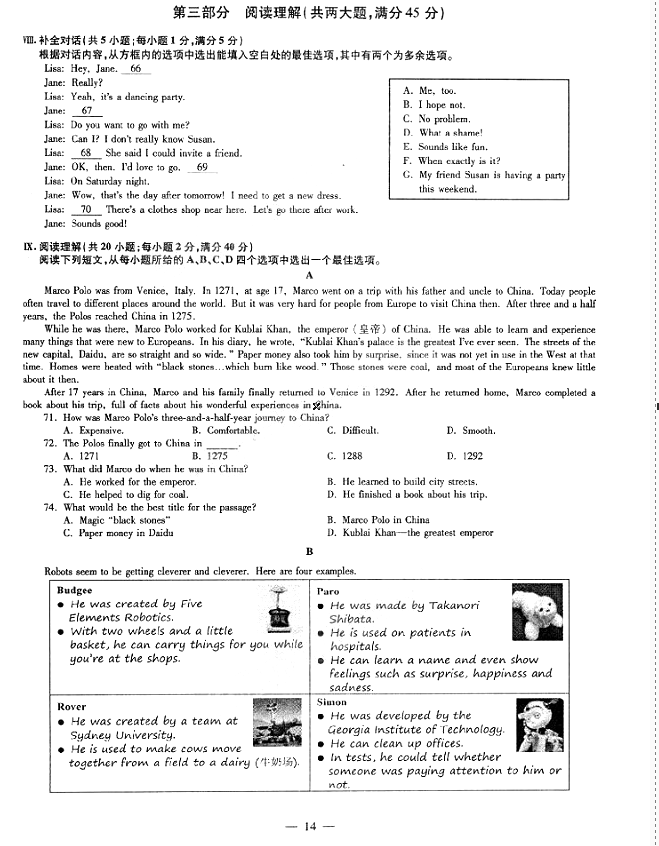 第三部分 阅读理解(共两大题,满分 45 分)
Ⅷ. 补全对话(共 5 小题;每小题 1 分,满分 5 分)
根据对话内容,从方框内的选项中选出能填入空白处的最佳选项,其中有两个为多余选项。
Lisa: Hey, Jane. 66
Jane: Really?
Lisa: Yeah, it's a dancing party.
Jane: 67
Lisa: Do you want to go with me?
Jane: Can I? I don't really know Susan.
Lisa: 68 She said I could invite a friend.
Jane: OK, then. I'd love to go. 69
Lisa: On Saturday night.
Jane: Wow, that's the day after tomorrow! I need to get a new dress.
Lisa: 70 There's a clothes shop near here. Let's go there after work.
Jane: Sounds good!
A. Me, too.
B. I hope not.
C. No problem.
D. What a shame!
E. Sounds like fun.
F. When exactly is it?
G. My friend Susan is having a party
this weekend.
Ⅸ. 阅读理解(共 20 小题;每小题 2 分,满分 40 分)
阅读下列短文,从每小题所给的 A、B、C、D 四个选项中选出一个最佳选项。
A
Marco Polo was from Venice, Italy. In 1271, at age 17, Marco went on a trip with his father and uncle to China. Today people
often travel to different places around the world. But it was very hard for people from Europe to visit China then. After three and a half
years, the Polos reached China in 1275.
While he was there, Marco Polo worked for Kublai Khan, the emperor (皇帝) of China. He was able to learn and experience
many things that were new to Europeans. In his diary, he wrote, "Kublai Khan's palace is the greatest I've ever seen. The streets of the
new capital, Daidu, are so straight and so wide." Paper money also took him by surprise, since it was not yet in use in the West at that
time. Homes were heated with "black stones...which burn like wood." Those stones were coal, and most of the Europeans knew little
about it then.
After 17 years in China, Marco and his family finally returned to Venice in 1292. After he returned home, Marco completed a
book about his trip, full of facts about his wonderful experiences in China.
71. How was Marco Polo's three-and-a-half-year journey to China?
A. Expensive. B. Comfortable. C. Difficult. D. Smooth.
72. The Polos finally got to China in ______.
A. 1271 B. 1275 C. 1288 D. 1292
73. What did Marco do when he was in China?
A. He worked for the emperor. B. He learned to build city streets.
C. He helped to dig for coal. D. He finished a book about his trip.
74. What would be the best title for the passage?
A. Magic "black stones" B. Marco Polo in China
C. Paper money in Daidu D. Kublai Khan—the greatest emperor
B
Robots seem to be getting cleverer and cleverer. Here are four examples.
Budgee
● He was created by Five
Elements Robotics.
● With two wheels and a little
basket, he can carry things for you while
you're at the shops.
Paro
● He was made by Takanori
Shibata.
● He is used on patients in
hospitals.
● He can learn a name and even show
feelings such as surprise, happiness and
sadness.
Rover
● He was created by a team at
Sydney University.
● He is used to make cows move
together from a field to a dairy (牛奶场).
Simon
● He was developed by the
Georgia Institute of Technology.
● He can clean up offices.
● In tests, he could tell whether
someone was paying attention to him or
not.
— 14 —